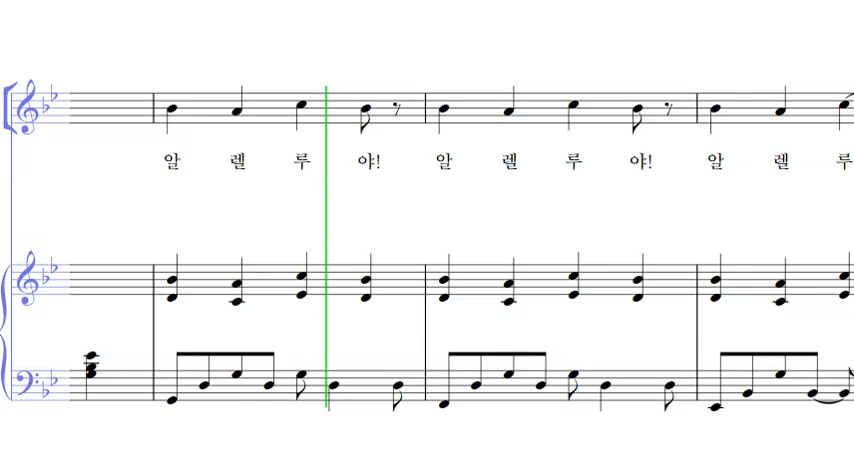 알 렐 루 야! 알 렐 루 야! 알 렐 루